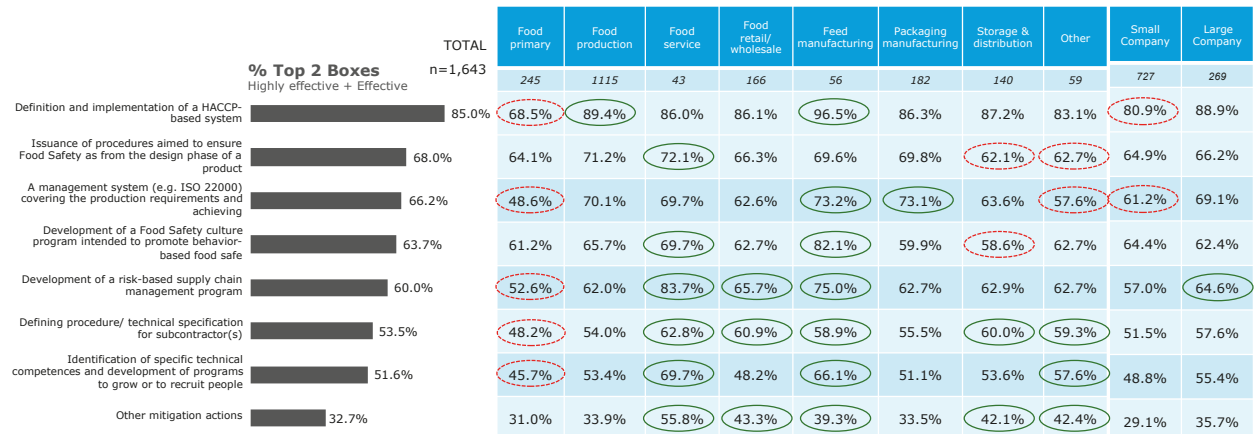 TOTAL
n=1,643
% Top 2 Boxes
Highly effective + Effective
Food primary
Food production
Food service
Food retail/ wholesale
Feed manufacturing
Packaging manufacturing
Storage & distribution
Other
Small Company
Large Company
245 1115 43 166 56 182 140 59 727 269
Definition and implementation of a HACCP-
based system
85.0% 68.5% 89.4% 86.0% 86.1% 96.5% 86.3% 87.2% 83.1% 80.9% 88.9%
Issuance of procedures aimed to ensure
Food Safety as from the design phase of a
product
68.0% 64.1% 71.2% 72.1% 66.3% 69.6% 69.8% 62.1% 62.7% 64.9% 66.2%
A management system (e.g. ISO 22000)
covering the production requirements and
achieving
66.2% 48.6% 70.1% 69.7% 62.6% 73.2% 73.1% 63.6% 57.6% 61.2% 69.1%
Development of a Food Safety culture
program intended to promote behavior-
based food safe
63.7% 61.2% 65.7% 69.7% 62.7% 82.1% 59.9% 58.6% 62.7% 64.4% 62.4%
Development of a risk-based supply chain
management program
60.0% 52.6% 62.0% 83.7% 65.7% 75.0% 62.7% 62.9% 62.7% 57.0% 64.6%
Defining procedure/ technical specification
for subcontractor(s)
53.5% 48.2% 54.0% 62.8% 60.9% 58.9% 55.5% 60.0% 59.3% 51.5% 57.6%
Identification of specific technical
competences and development of programs
to grow or to recruit people
51.6% 45.7% 53.4% 69.7% 48.2% 66.1% 51.1% 53.6% 57.6% 48.8% 55.4%
Other mitigation actions
32.7% 31.0% 33.9% 55.8% 43.3% 39.3% 33.5% 42.1% 42.4% 29.1% 35.7%